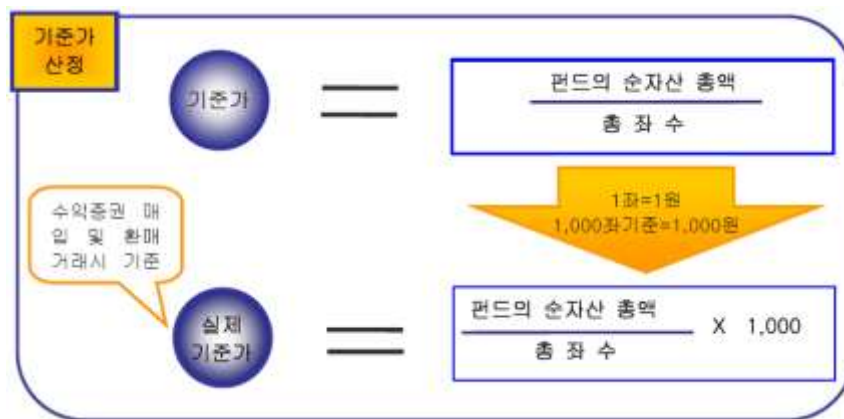 기준가
산정
기준가
펀드의 순자산 총액
총 좌 수
1좌=1원
1,000좌기준=1,000원
수익증권 매
입 및 환매
거래시 기준
실제
기준가
펀드의 순자산 총액
총 좌 수
X 1,000